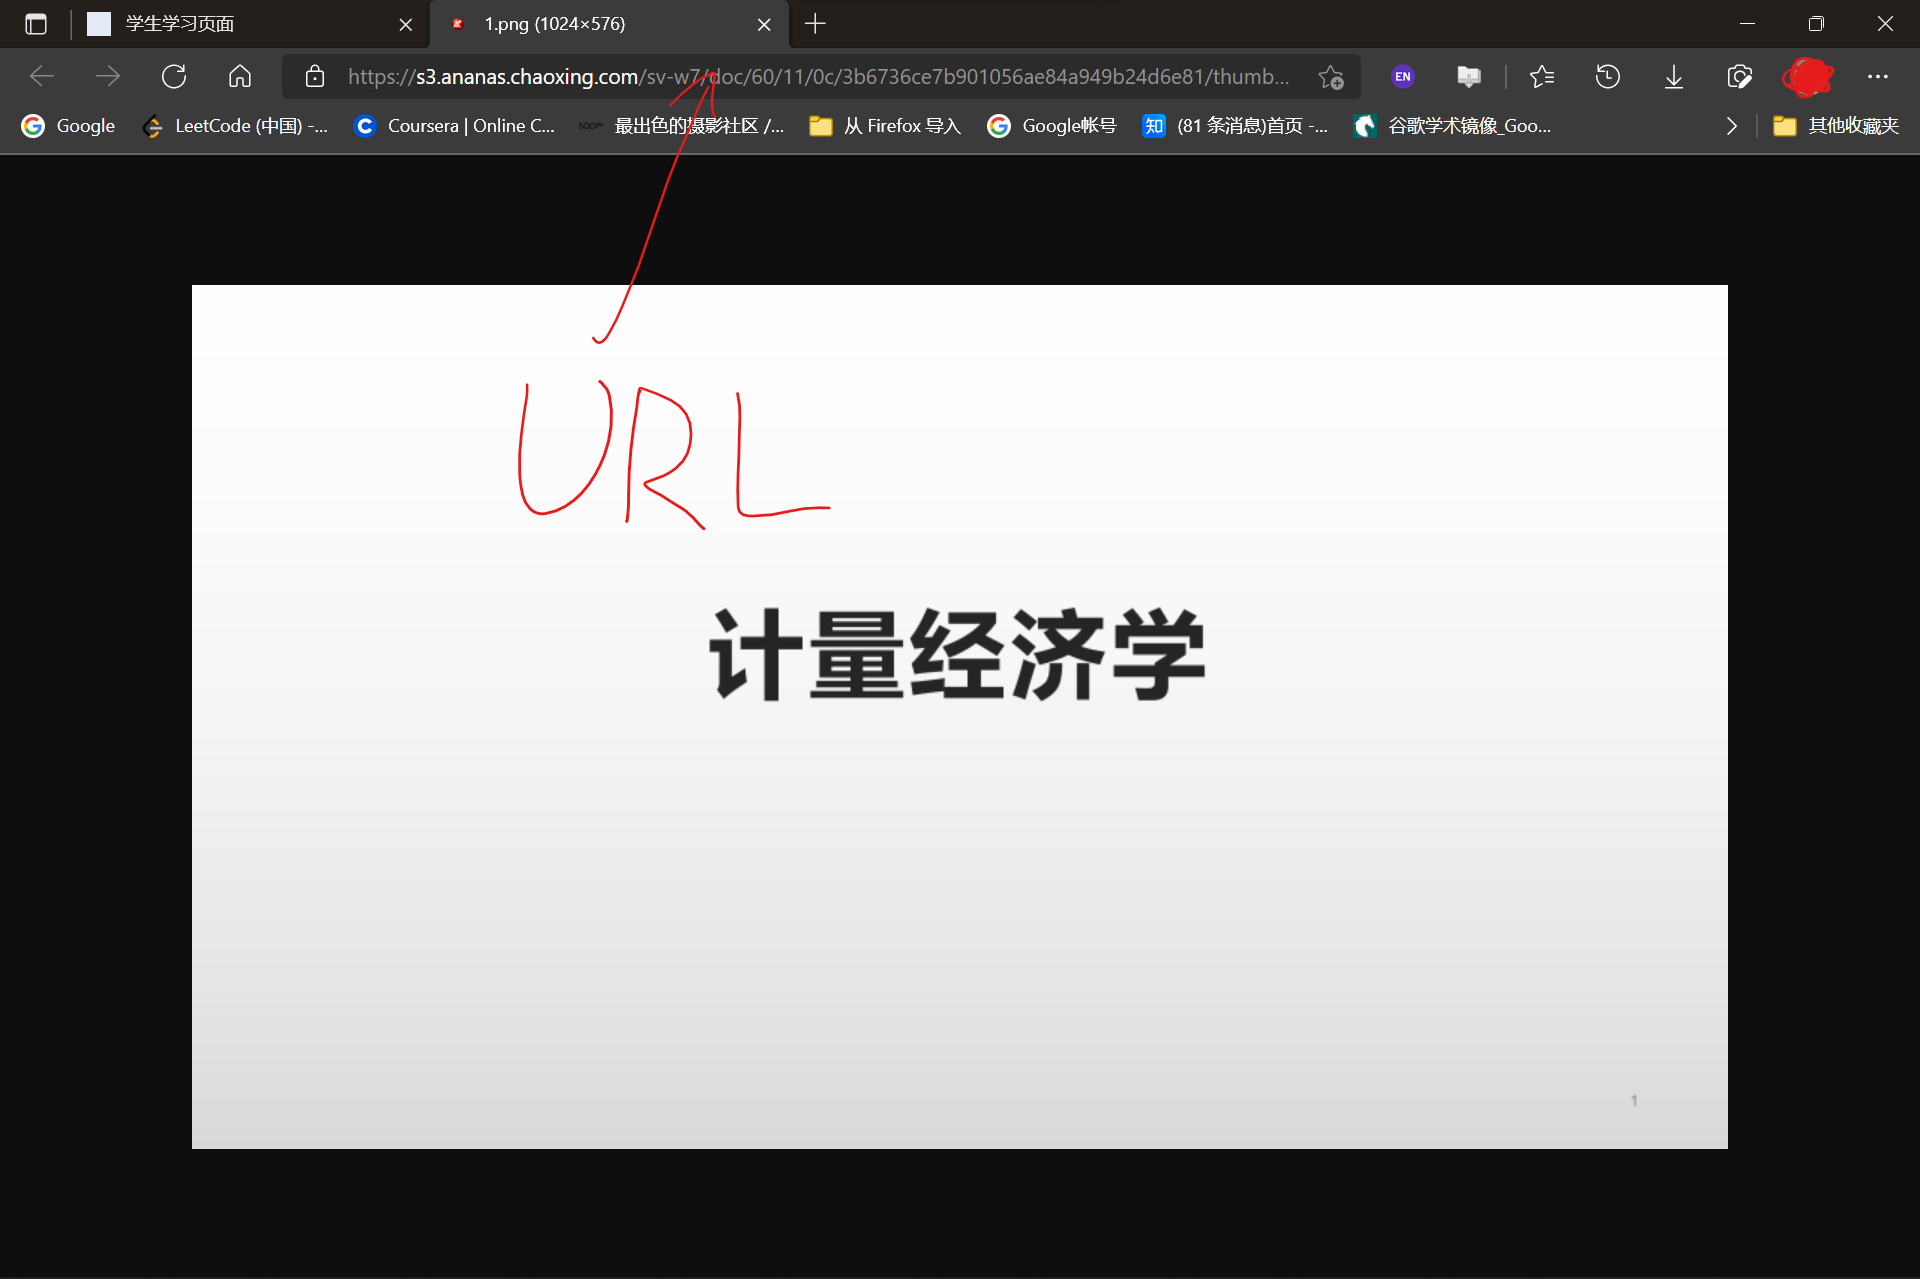 学生学习页面
1.png (1024×576)
https://s3.ananas.chaoxing.com/sv-w7/doc/60/11/0c/3b6736ce7b901056ae84a949b24d6e81/thumb...
EN
Google
LeetCode (中国) -...
Coursera | Online C...
最出色的摄影社区 /...
从 Firefox 导入
Google帐号
知 (81 条消息)首页 -...
谷歌学术镜像_Goo...
其他收藏夹
URL
计量经济学
1